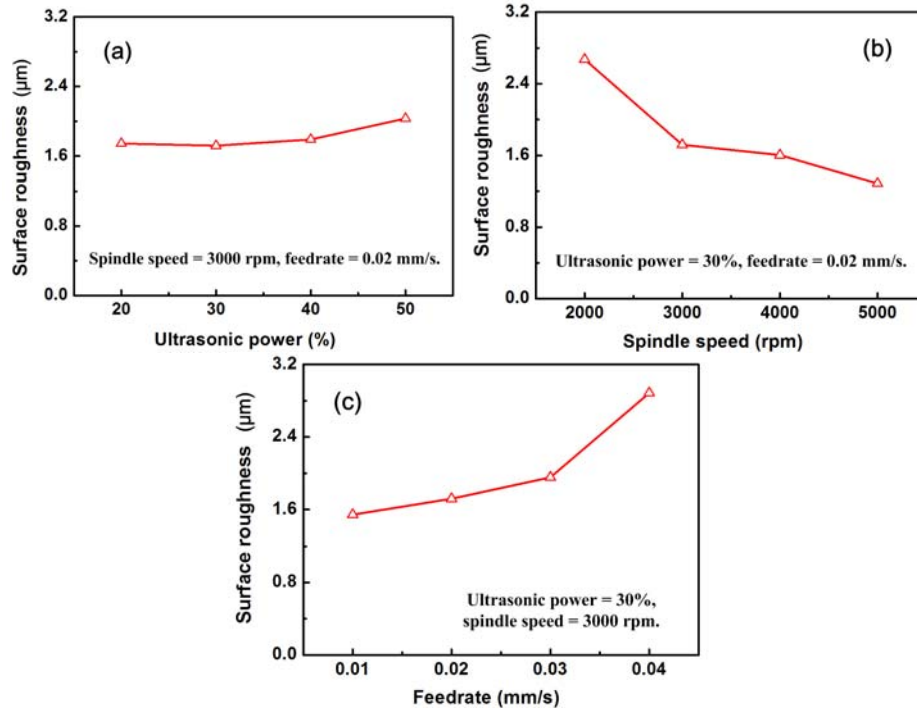 (a)
Surface roughness (μm)
3.2
2.4
1.6
0.8
0.0
Spindle speed = 3000 rpm, feedrate = 0.02 mm/s.
20 30 40 50
Ultrasonic power (%)
(b)
Surface roughness (μm)
3.2
2.4
1.6
0.8
0.0
Ultrasonic power = 30%, feedrate = 0.02 mm/s.
2000 3000 4000 5000
Spindle speed (rpm)
(c)
Surface roughness (μm)
3.2
2.4
1.6
0.8
0.0
Ultrasonic power = 30%,
spindle speed = 3000 rpm.
0.01 0.02 0.03 0.04
Feedrate (mm/s)